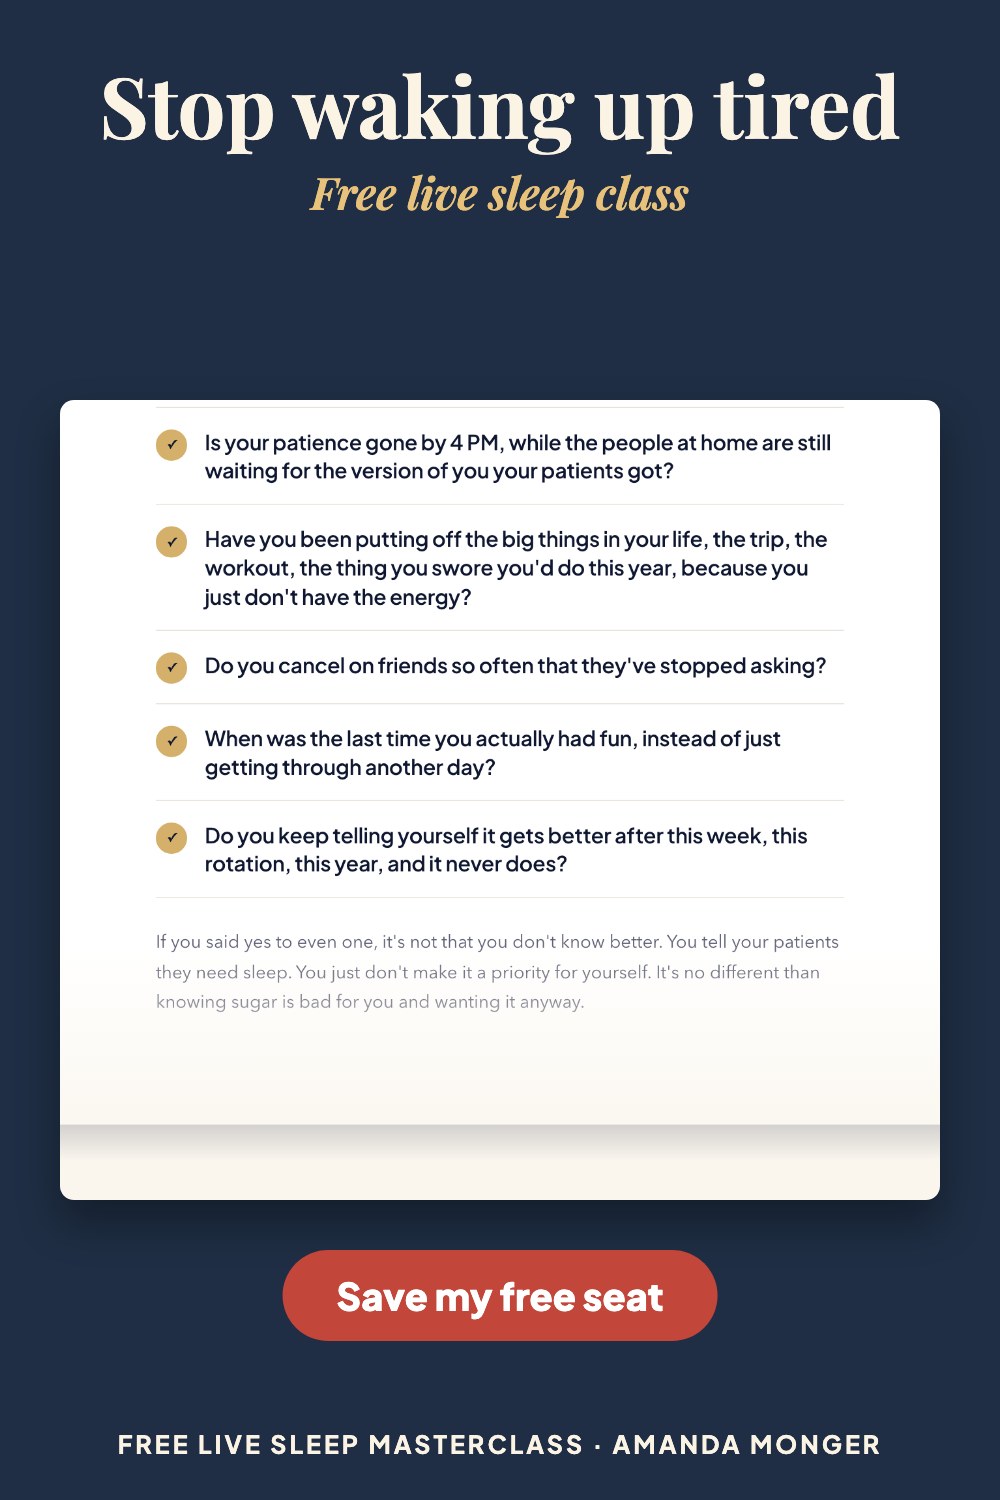 Stop waking up tired
Free live sleep class
✓ Is your patience gone by 4 PM, while the people at home are still
waiting for the version of you your patients got?
✓ Have you been putting off the big things in your life, the trip, the
workout, the thing you swore you'd do this year, because you
just don't have the energy?
✓ Do you cancel on friends so often that they've stopped asking?
✓ When was the last time you actually had fun, instead of just
getting through another day?
✓ Do you keep telling yourself it gets better after this week, this
rotation, this year, and it never does?
If you said yes to even one, it's not that you don't know better. You tell your patients
they need sleep. You just don't make it a priority for yourself. It's no different than
knowing sugar is bad for you and wanting it anyway.
Save my free seat
FREE LIVE SLEEP MASTERCLASS · AMANDA MONGER